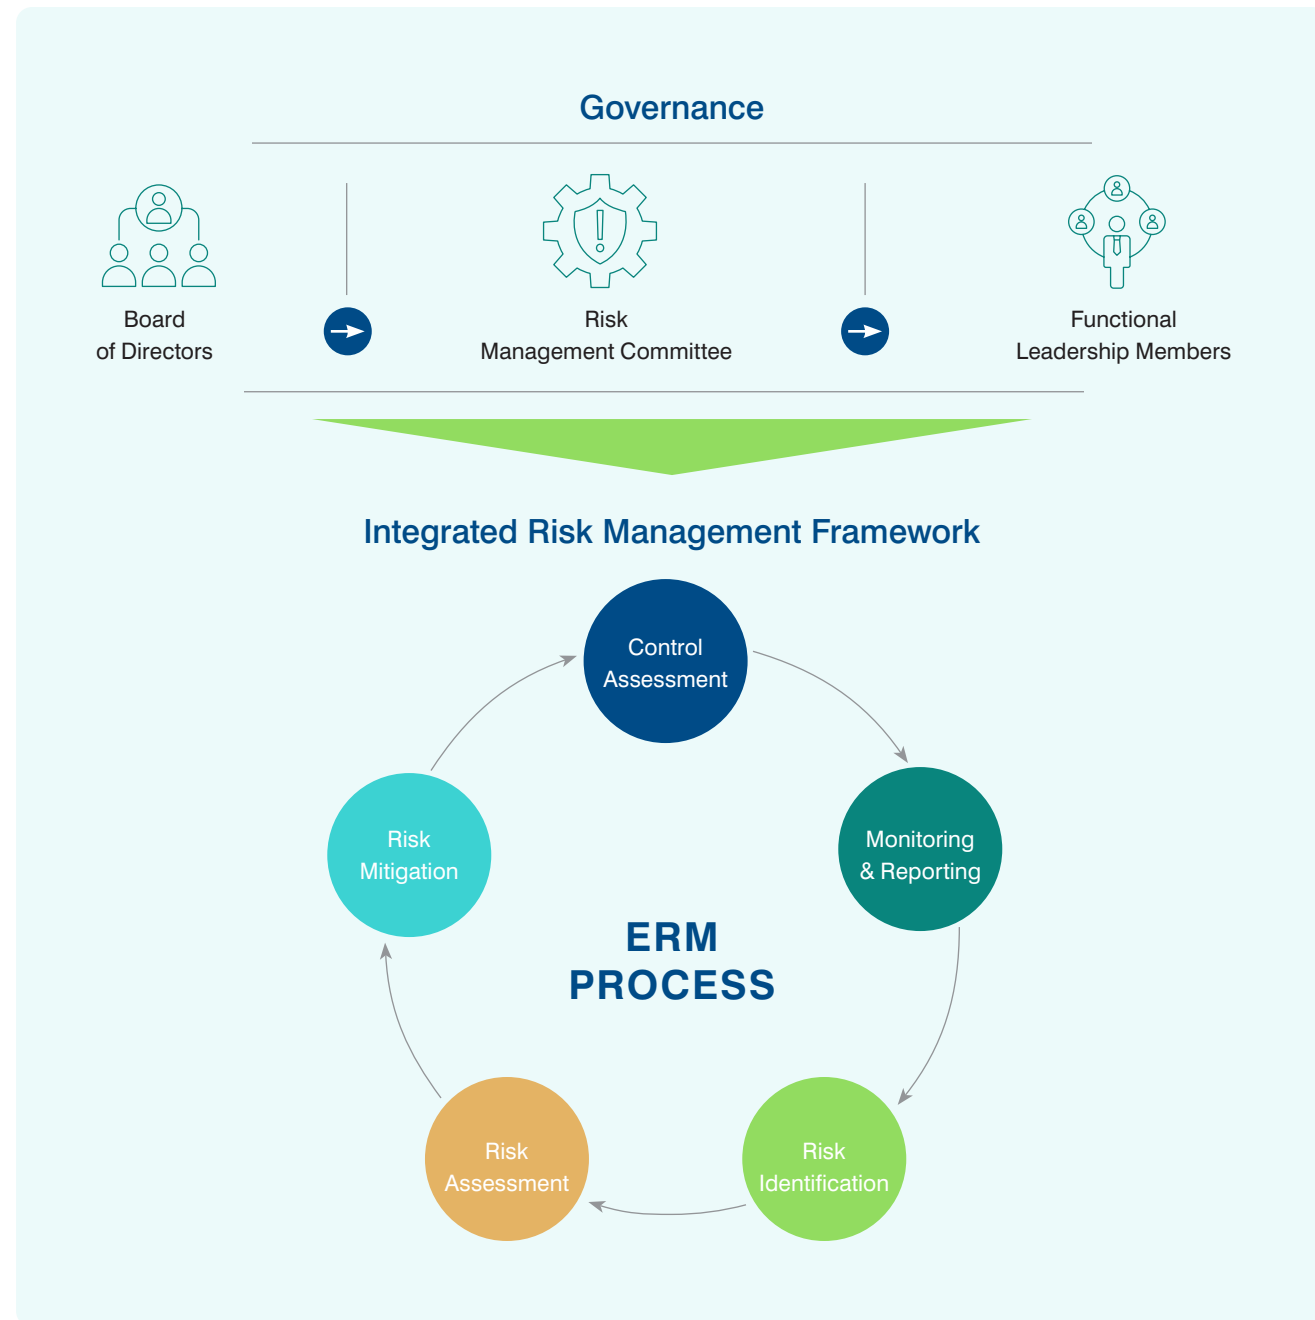 Governance
Board
of Directors
Risk
Management Committee
Functional
Leadership Members
Integrated Risk Management Framework
Control
Assessment
Monitoring
& Reporting
Risk
Identification
Risk
Assessment
Risk
Mitigation
ERM
PROCESS